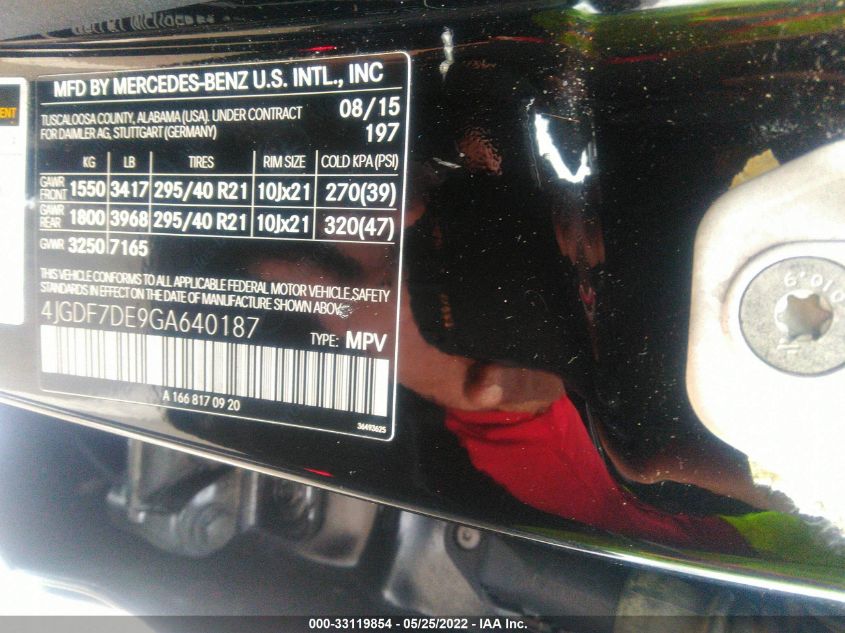 ENT
MFD BY MERCEDES-BENZ U.S. INTL., INC
TUSCALOOSA COUNTY, ALABAMA (USA). UNDER CONTRACT
FOR DAIMLER AG, STUTTGART (GERMANY)
08/15
197
KG LB TIRES RIM SIZE COLD KPA (PSI)
GAWR FRONT 1550 3417 295/40 R21 10Jx21 270(39)
GAWR REAR 1800 3968 295/40 R21 10Jx21 320(47)
GVWR 3250 7165
THIS VEHICLE CONFORMS TO ALL APPLICABLE FEDERAL MOTOR VEHICLE SAFETY
STANDARDS IN EFFECT ON THE DATE OF MANUFACTURE SHOWN ABOVE.
4JGDF7DE9GA640187
TYPE: MPV
A 166 817 09 20
36493625
10.9
000-33119854 - 05/25/2022 - IAA Inc.